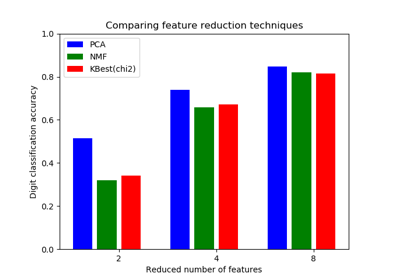 Comparing feature reduction techniques
PCA
NMF
KBest(chi2)
Digit classification accuracy
1.0
0.8
0.6
0.4
0.2
0.0
2
4
8
Reduced number of features